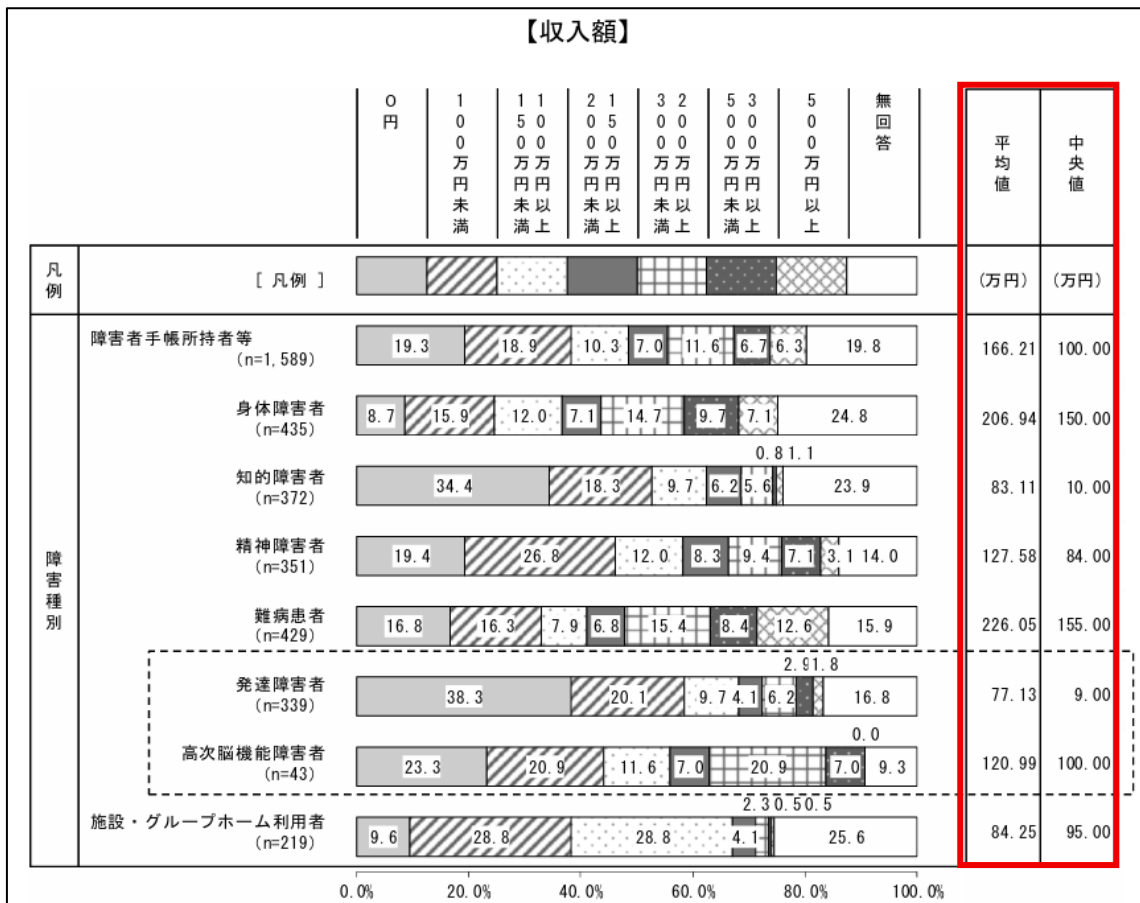 【収入額】
0円
100万円未満
100万円以上
150万円未満
150万円以上
200万円未満
200万円以上
300万円未満
300万円以上
500万円未満
500万円以上
無回答
平均値
中央値
凡例
[ 凡例 ]
(万円) (万円)
障害種別
障害者手帳所持者等
(n=1,589)
19.3 18.9 10.3 7.0 11.6 6.7 6.3 19.8 166.21 100.00
身体障害者
(n=435)
8.7 15.9 12.0 7.1 14.7 9.7 7.1 24.8 206.94 150.00
0.8 1.1
知的障害者
(n=372)
34.4 18.3 9.7 6.2 5.6 23.9 83.11 10.00
精神障害者
(n=351)
19.4 26.8 12.0 8.3 9.4 7.1 3.1 14.0 127.58 84.00
難病患者
(n=429)
16.8 16.3 7.9 6.8 15.4 8.4 12.6 15.9 226.05 155.00
2.9 1.8
発達障害者
(n=339)
38.3 20.1 9.7 4.1 6.2 16.8 77.13 9.00
0.0
高次脳機能障害者
(n=43)
23.3 20.9 11.6 7.0 20.9 7.0 9.3 120.99 100.00
2.3 0.5 0.5
施設・グループホーム利用者
(n=219)
9.6 28.8 28.8 4.1 25.6 84.25 95.00
0.0% 20.0% 40.0% 60.0% 80.0% 100.0%